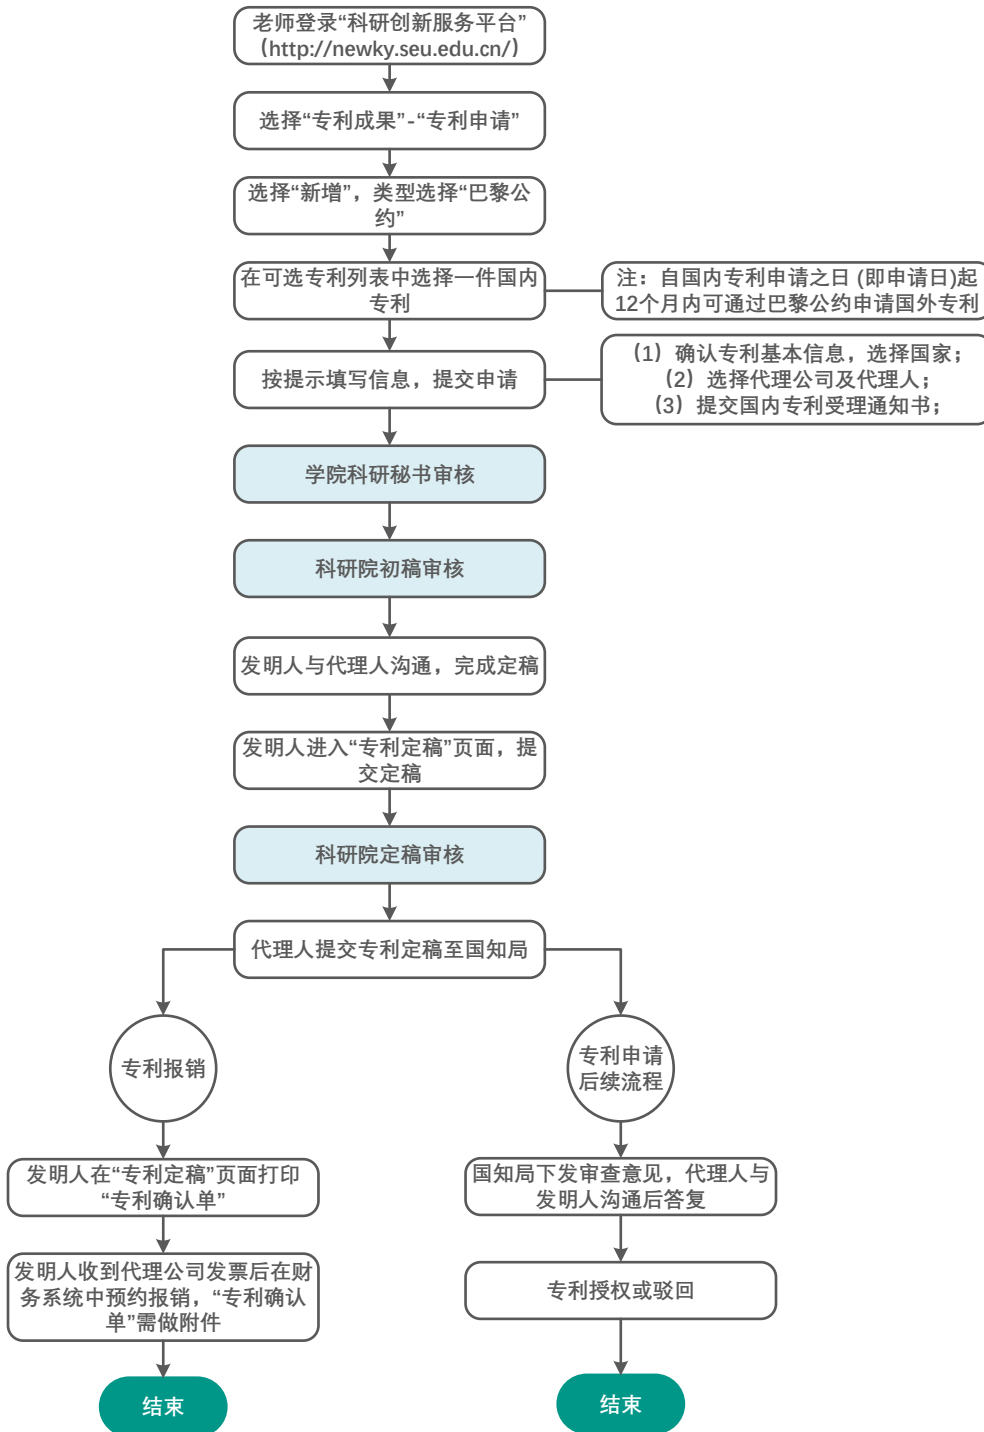 老师登录“科研创新服务平台”
(http://newky.seu.edu.cn/)
选择“专利成果”-“专利申请”
选择“新增”，类型选择“巴黎公
约”
在可选专利列表中选择一件国内
专利
注：自国内专利申请之日 (即申请日)起
12个月内可通过巴黎公约申请国外专利
按提示填写信息，提交申请
（1）确认专利基本信息，选择国家；
（2）选择代理公司及代理人；
（3）提交国内专利受理通知书；
学院科研秘书审核
科研院初稿审核
发明人与代理人沟通，完成定稿
发明人进入“专利定稿”页面，提
交定稿
科研院定稿审核
代理人提交专利定稿至国知局
专利报销
专利申请
后续流程
发明人在“专利定稿”页面打印
“专利确认单”
国知局下发审查意见，代理人与
发明人沟通后答复
发明人收到代理公司发票后在财
务系统中预约报销，“专利确认
单”需做附件
专利授权或驳回
结束
结束